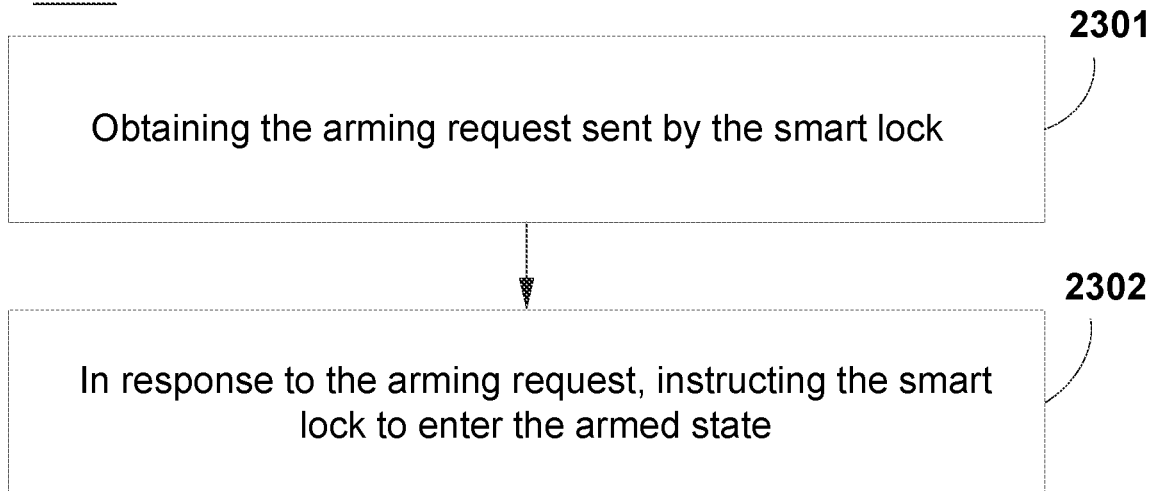 2301
Obtaining the arming request sent by the smart lock
2302
In response to the arming request, instructing the smart
lock to enter the armed state